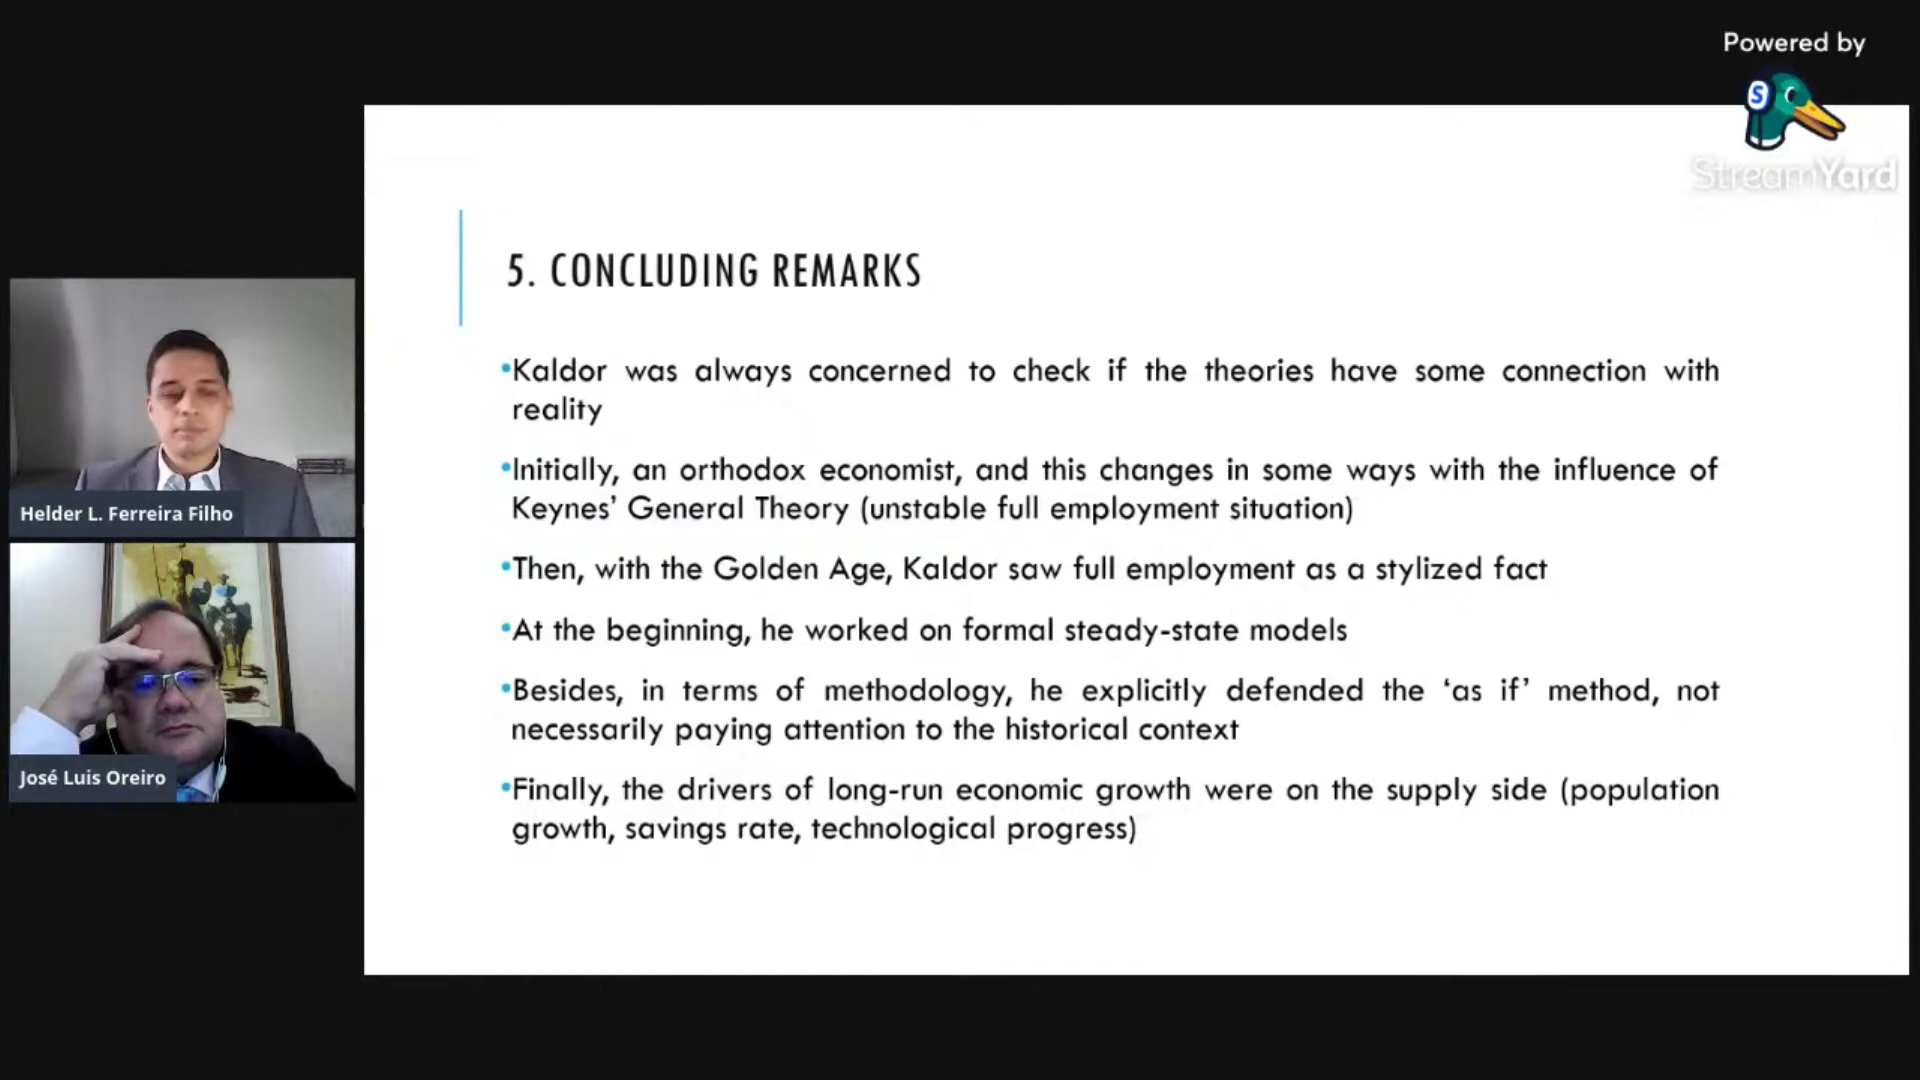 Powered by
StreamYard
5. CONCLUDING REMARKS
•Kaldor was always concerned to check if the theories have some connection with
reality
•Initially, an orthodox economist, and this changes in some ways with the influence of
Keynes’ General Theory (unstable full employment situation)
•Then, with the Golden Age, Kaldor saw full employment as a stylized fact
•At the beginning, he worked on formal steady-state models
•Besides, in terms of methodology, he explicitly defended the ‘as if’ method, not
necessarily paying attention to the historical context
•Finally, the drivers of long-run economic growth were on the supply side (population
growth, savings rate, technological progress)
Helder L. Ferreira Filho
José Luis Oreiro